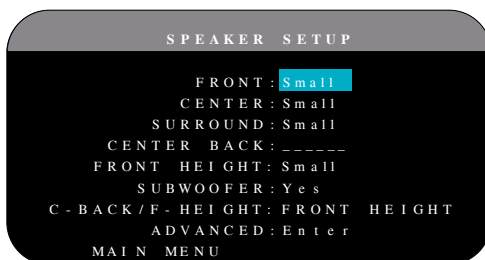 SPEAKER SETUP
FRONT: Small
CENTER: Small
SURROUND: Small
CENTER BACK: ______
FRONT HEIGHT: Small
SUBWOOFER: Yes
C-BACK/F-HEIGHT: FRONT HEIGHT
ADVANCED: Enter
MAIN MENU